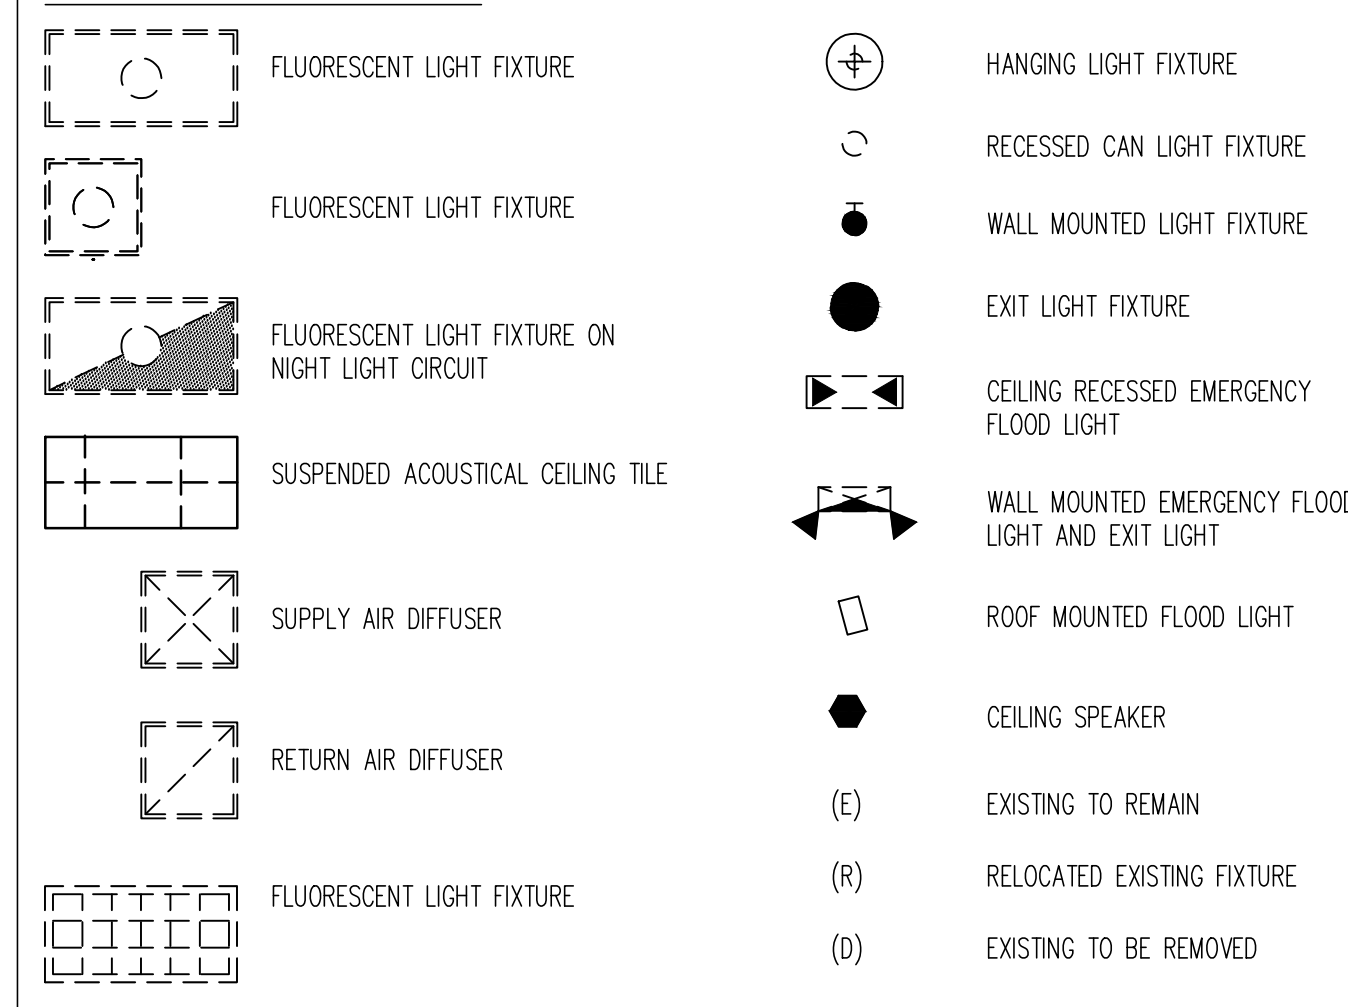 FLUORESCENT LIGHT FIXTURE
FLUORESCENT LIGHT FIXTURE
FLUORESCENT LIGHT FIXTURE ON
NIGHT LIGHT CIRCUIT
SUSPENDED ACOUSTICAL CEILING TILE
SUPPLY AIR DIFFUSER
RETURN AIR DIFFUSER
FLUORESCENT LIGHT FIXTURE
HANGING LIGHT FIXTURE
RECESSED CAN LIGHT FIXTURE
WALL MOUNTED LIGHT FIXTURE
EXIT LIGHT FIXTURE
CEILING RECESSED EMERGENCY
FLOOD LIGHT
WALL MOUNTED EMERGENCY FLOOD
LIGHT AND EXIT LIGHT
ROOF MOUNTED FLOOD LIGHT
CEILING SPEAKER
(E) EXISTING TO REMAIN
(R) RELOCATED EXISTING FIXTURE
(D) EXISTING TO BE REMOVED